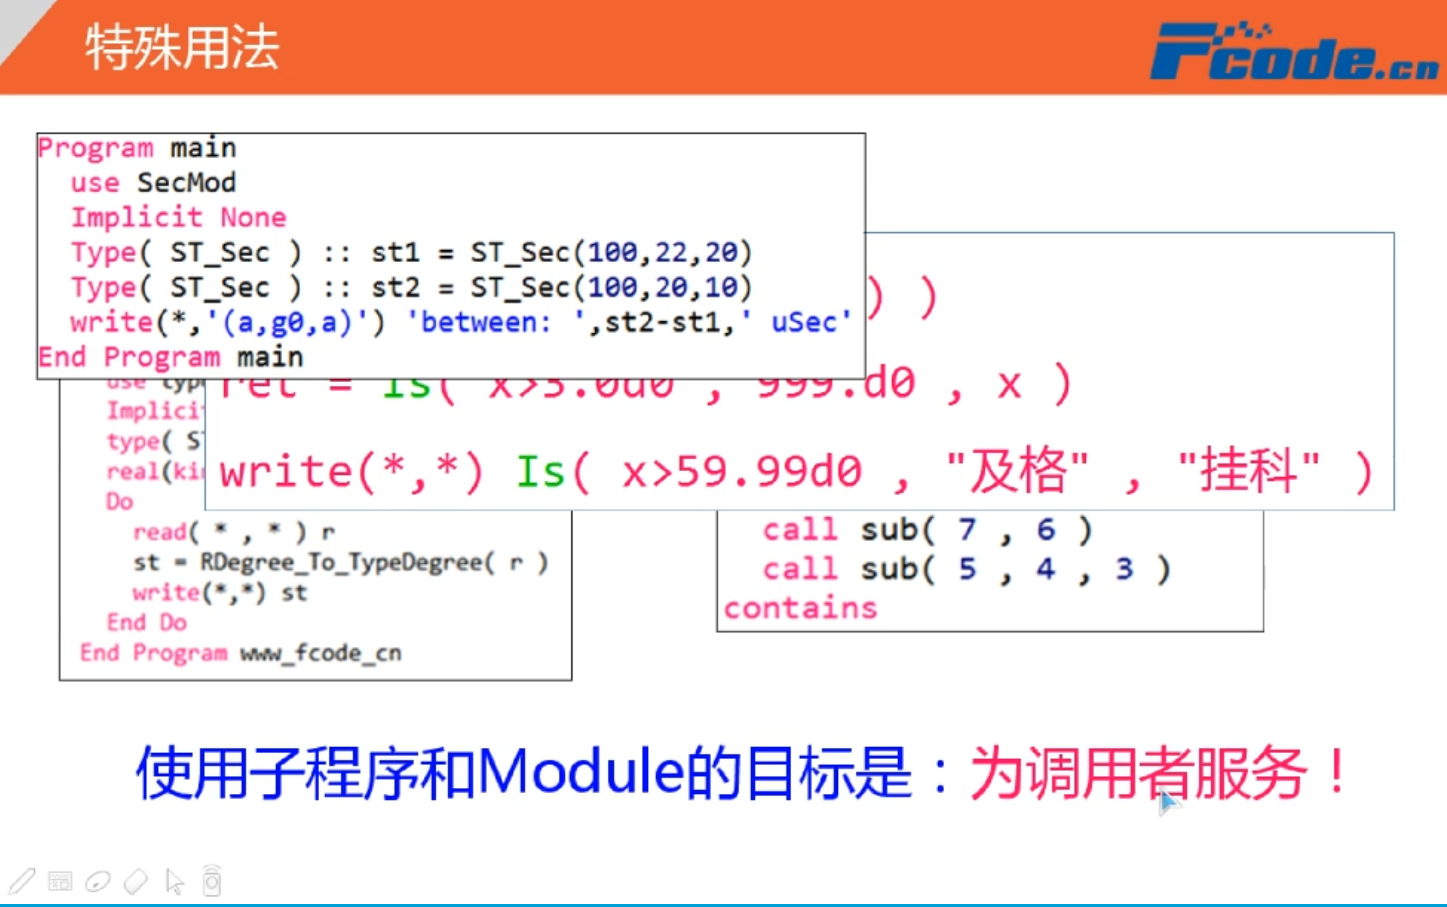 特殊用法
Fcode.cn
Program main
use SecMod
Implicit None
Type( ST_Sec ) :: st1 = ST_Sec(100,22,20)
Type( ST_Sec ) :: st2 = ST_Sec(100,20,10)
write(*,'(a,g0,a)') 'between: ',st2-st1,' uSec'
End Program main
) )
ret = Is( x>3.0d0 , 999.d0 , x )
write(*,*) Is( x>59.99d0 , "及格" , "挂科" )
use
Implici
type( S
real(ki
Do
read( * , * ) r
st = RDegree_To_TypeDegree( r )
write(*,*) st
End Do
End Program www_fcode_cn
call sub( 7 , 6 )
call sub( 5 , 4 , 3 )
contains
使用子程序和Module的目标是：为调用者服务！